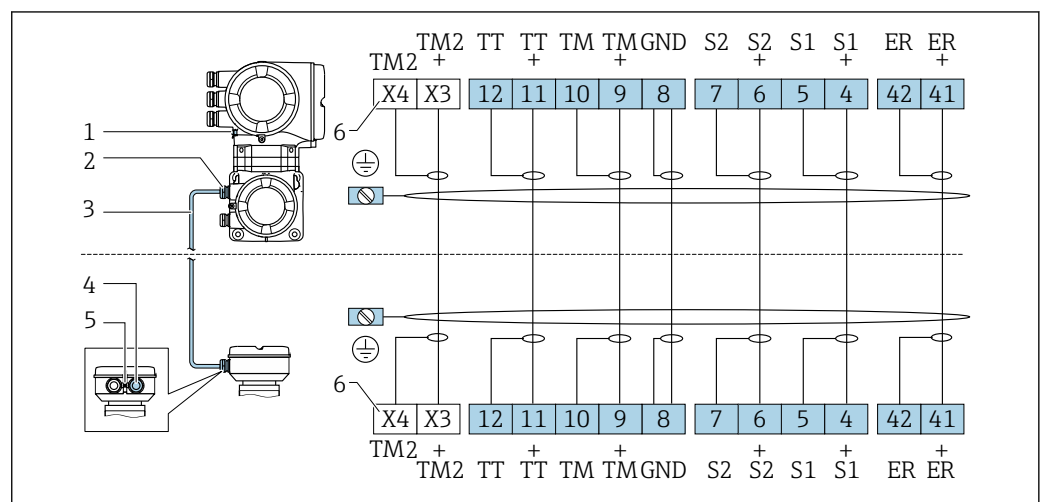 TM2 TT TT TM TM GND S2 S2 S1 S1 ER ER
TM2 + + + + + +
X4 X3 12 11 10 9 8 7 6 5 4 42 41
6
1
2
3
4
5
6
X4 X3 12 11 10 9 8 7 6 5 4 42 41
TM2 + + + + + +
TM2 TT TT TM TM GND S2 S2 S1 S1 ER ER